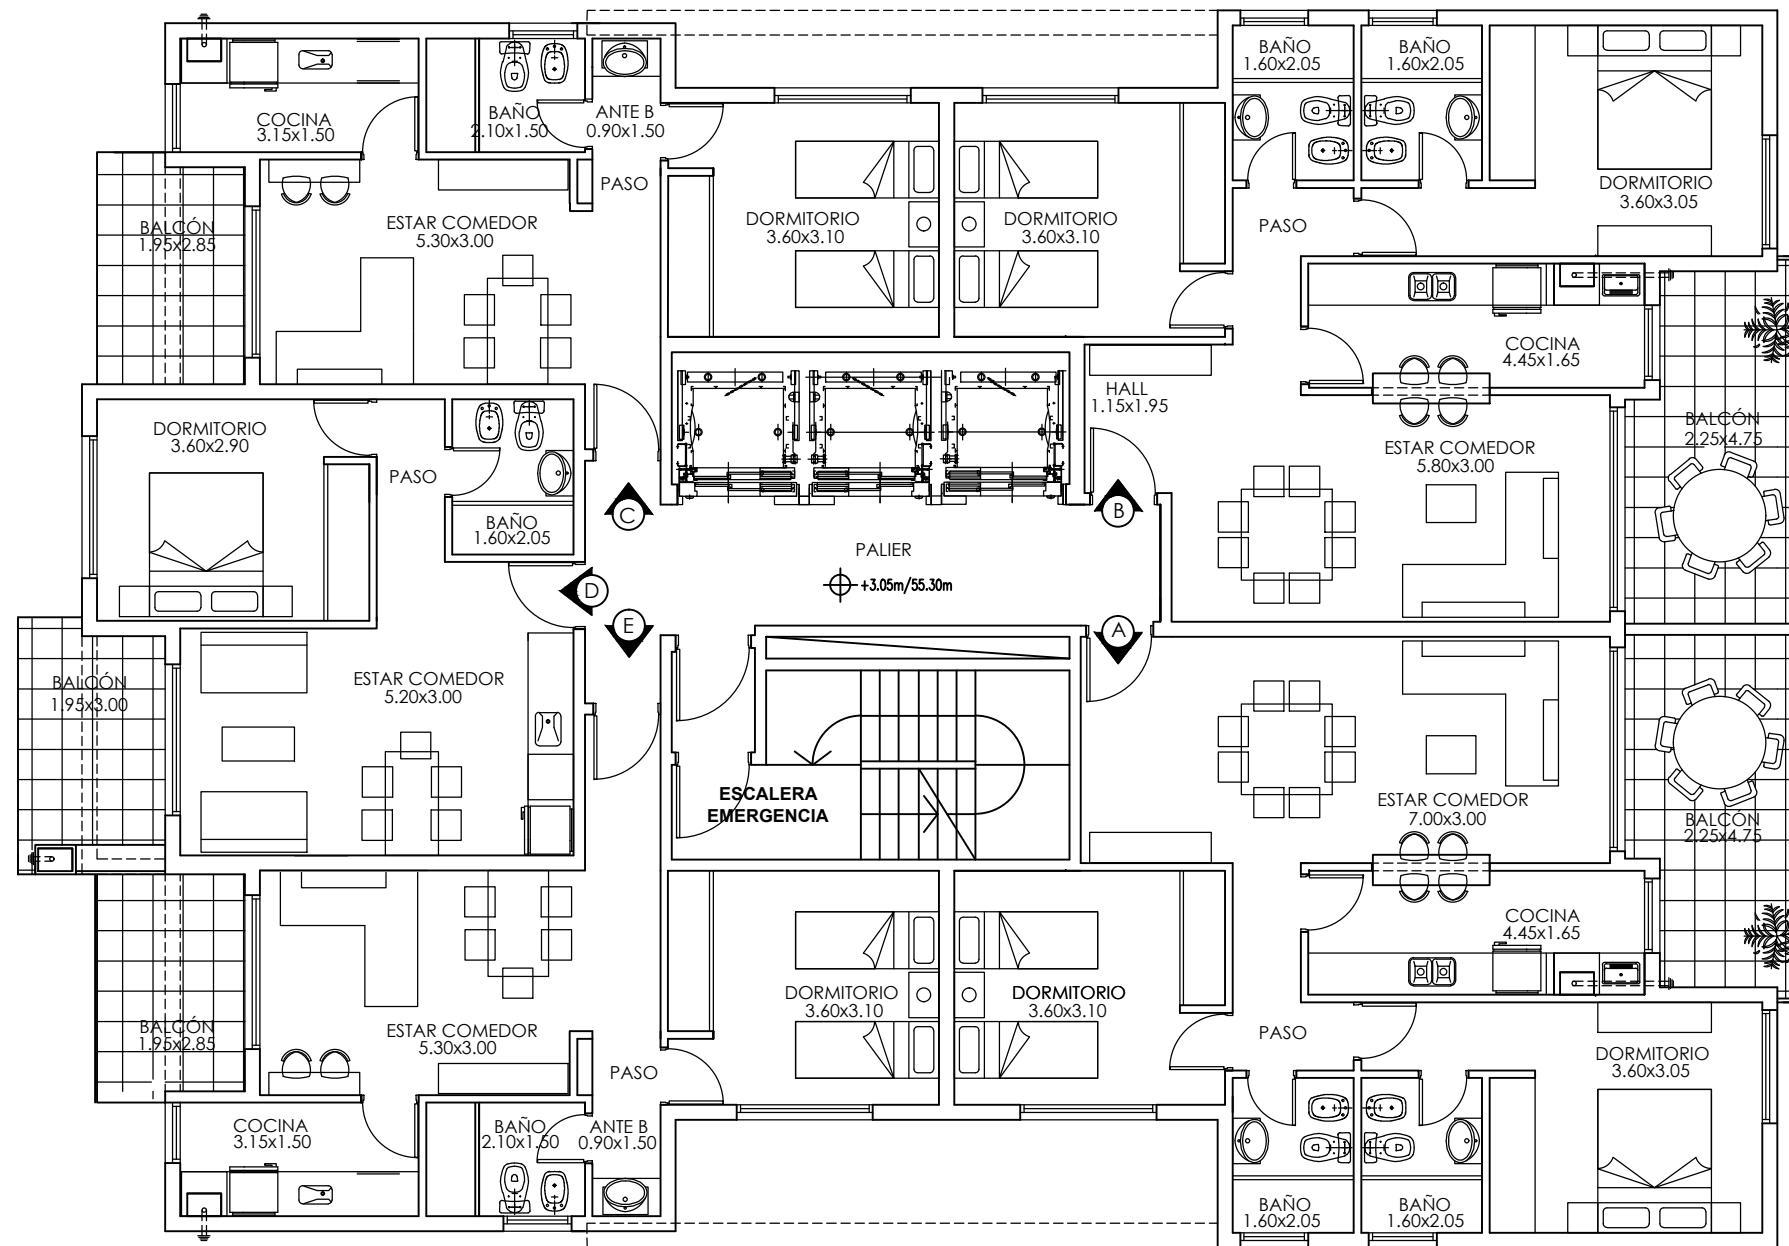 BAÑO
1.60x2.05
BAÑO
1.60x2.05
COCINA
3.15x1.50
BAÑO
2.10x1.50
ANTE B
0.90x1.50
PASO
DORMITORIO
3.60x3.05
BALCÓN
1.95x2.85
ESTAR COMEDOR
5.30x3.00
DORMITORIO
3.60x3.10
DORMITORIO
3.60x3.10
PASO
COCINA
4.45x1.65
HALL
1.15x1.95
DORMITORIO
3.60x2.90
PASO
BAÑO
1.60x2.05
ESTAR COMEDOR
5.80x3.00
BALCÓN
2.25x4.75
C
B
PALIER
+3.05m/55.30m
D
E
A
BALCÓN
1.95x3.00
ESTAR COMEDOR
5.20x3.00
ESCALERA
EMERGENCIA
ESTAR COMEDOR
7.00x3.00
BALCÓN
2.25x4.75
COCINA
4.45x1.65
BALCÓN
1.95x2.85
ESTAR COMEDOR
5.30x3.00
DORMITORIO
3.60x3.10
DORMITORIO
3.60x3.10
PASO
PASO
DORMITORIO
3.60x3.05
COCINA
3.15x1.50
BAÑO
2.10x1.50
ANTE B
0.90x1.50
BAÑO
1.60x2.05
BAÑO
1.60x2.05